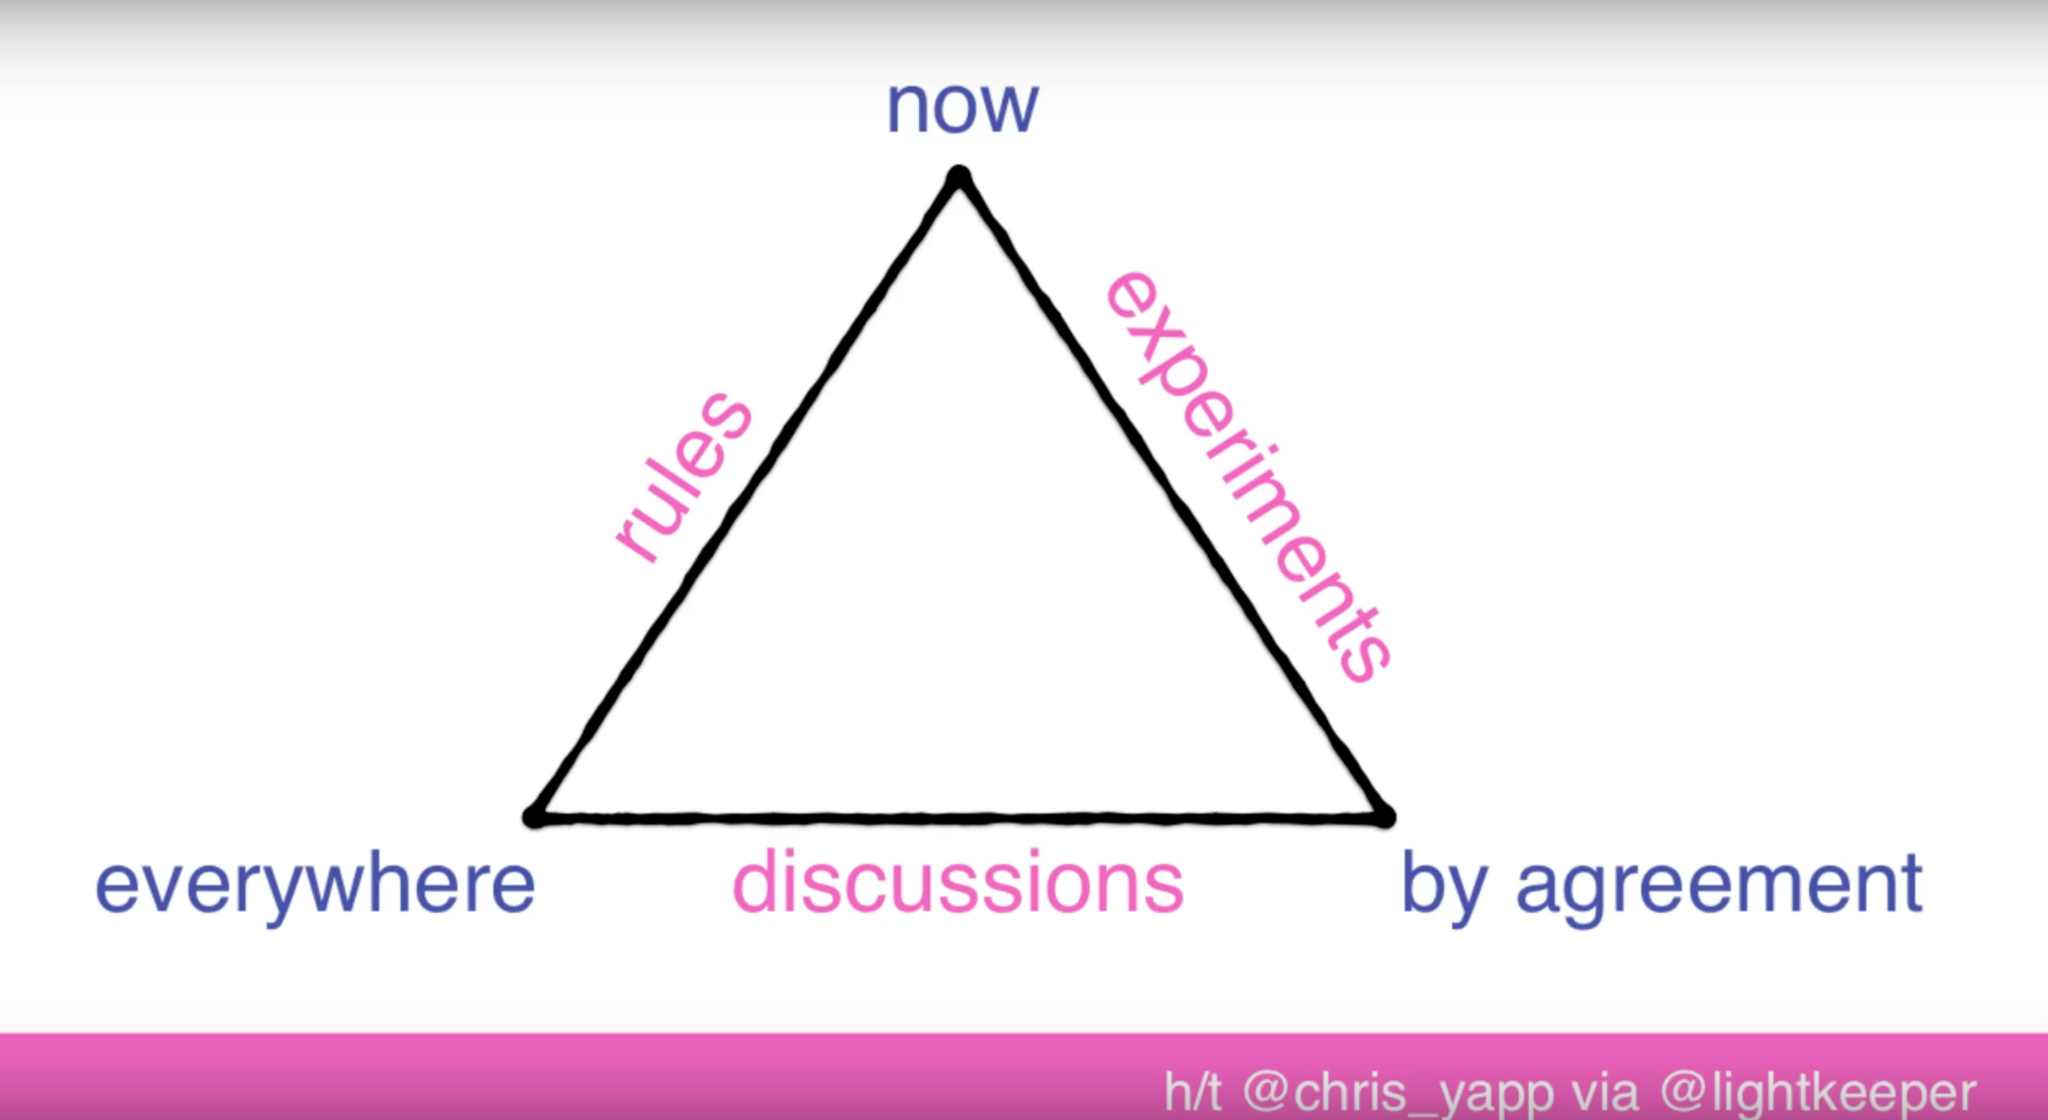 now
rules
experiments
everywhere
discussions
by agreement
h/t @chris_yapp via @lightkeeper